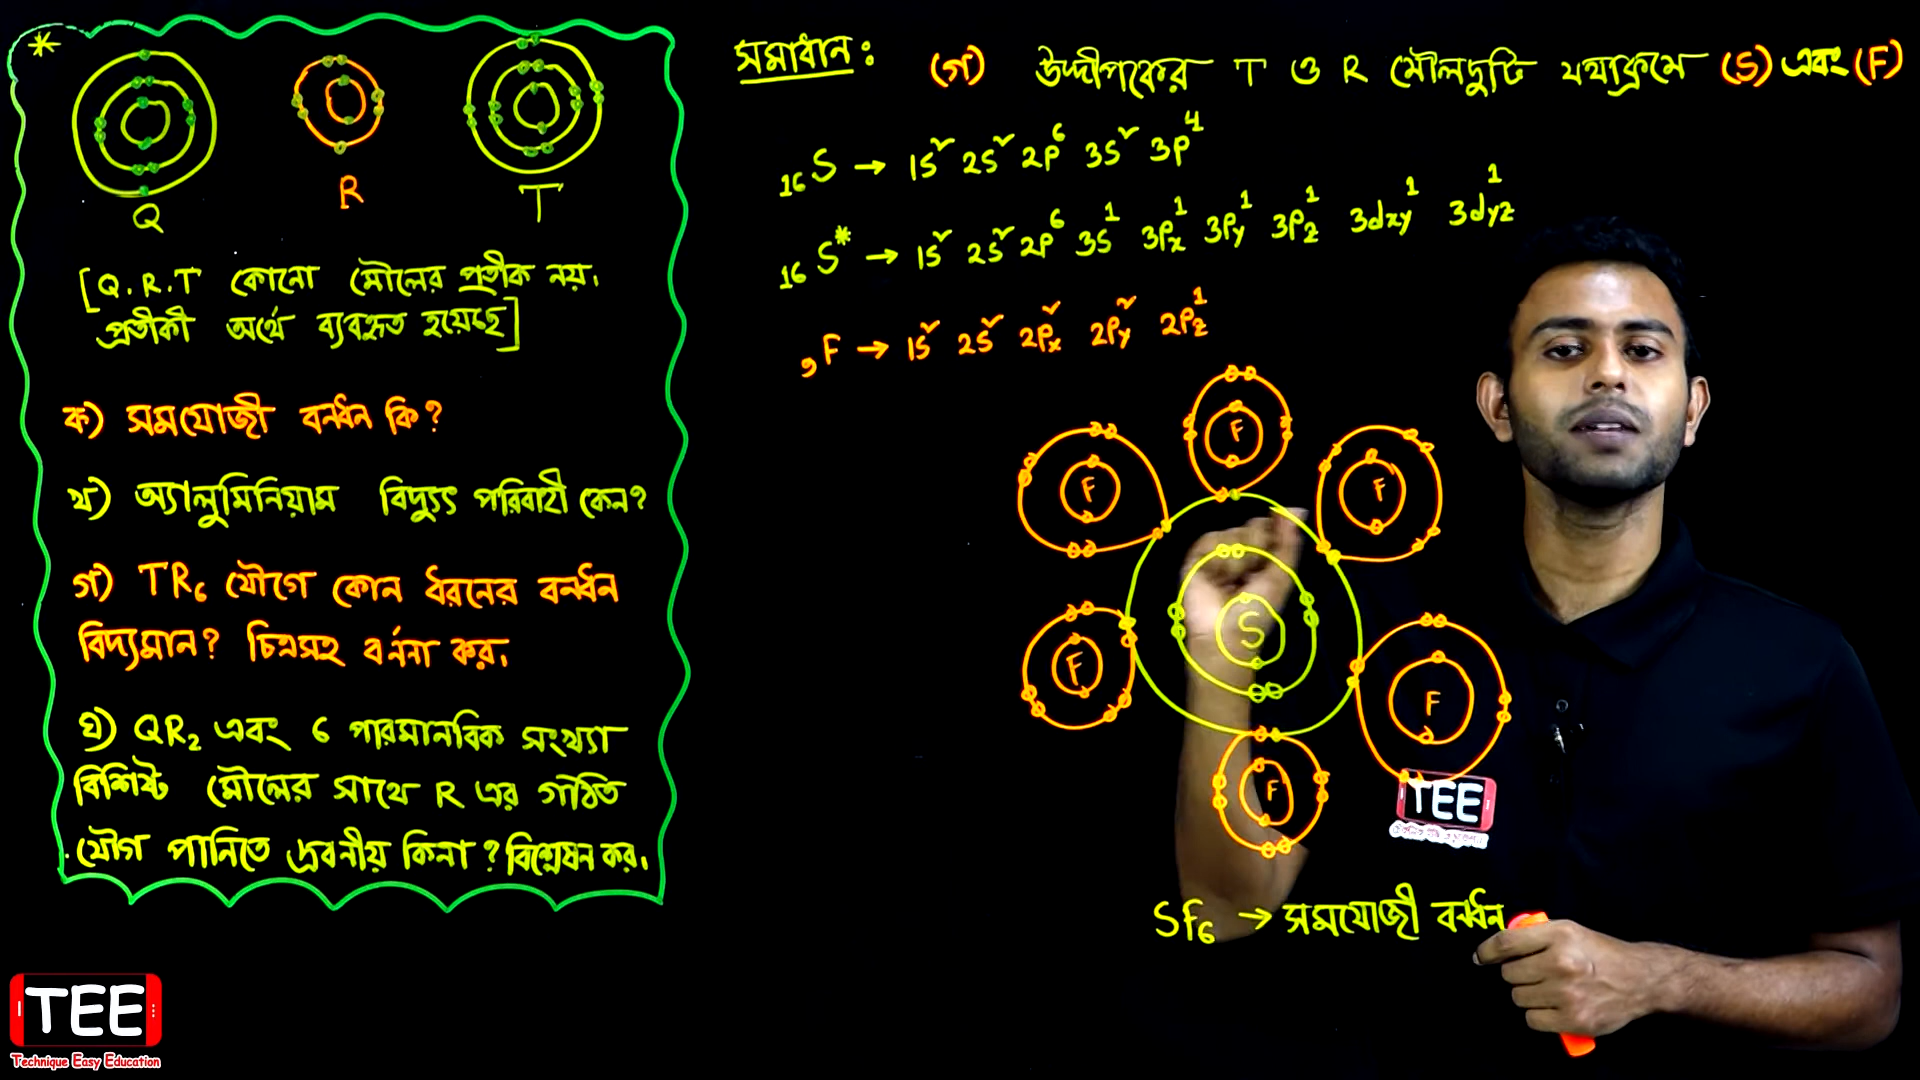 *
Q
R
T
[Q.R.T কোনো মৌলের প্রতীক নয়।
প্রতীকী অর্থে ব্যবহৃত হয়েছে]
ক) সমযোজী বন্ধন কি?
খ) অ্যালুমিনিয়াম বিদ্যুৎ পরিবাহী কেন?
গ) TR₆ যৌগে কোন ধরনের বন্ধন
বিদ্যমান? চিত্রসহ বর্ননা কর।
ঘ) QR₂ এবং 6 পারমানবিক সংখ্যা
বিশিষ্ট মৌলের সাথে R এর গঠিত
যৌগ পানিতে দ্রবনীয় কিনা? বিশ্লেষন কর।
সমাধান: (গ) উদ্দীপকের T ও R মৌলদুটি যথাক্রমে (S) এবং (F)
₁₆S → 1S² 2S² 2P⁶ 3S² 3P⁴
₁₆S* → 1S² 2S² 2P⁶ 3S¹ 3Pₓ¹ 3Py¹ 3Pz¹ 3dxy¹ 3dyz¹
₉F → 1S² 2S² 2Pₓ² 2Py² 2Pz¹
F
F
F
S
F
F
F
SF₆ → সমযোজী বন্ধন
TEE
TEE
Technique Easy Education